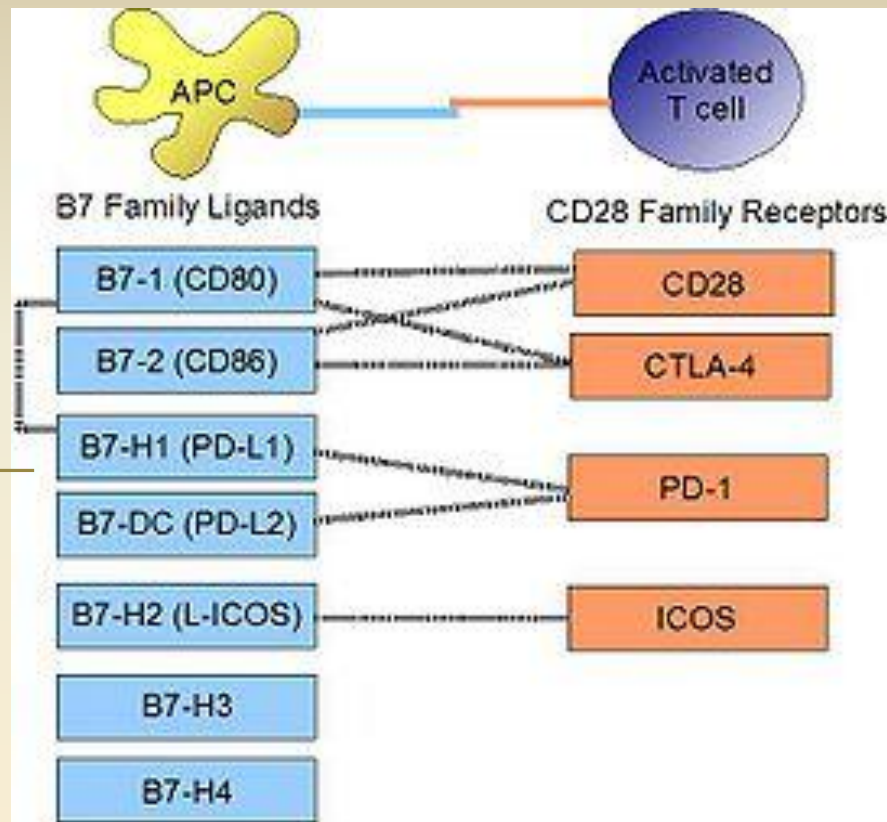 APC
Activated
T cell
B7 Family Ligands
CD28 Family Receptors
B7-1 (CD80)
CD28
B7-2 (CD86)
CTLA-4
B7-H1 (PD-L1)
PD-1
B7-DC (PD-L2)
B7-H2 (L-ICOS)
ICOS
B7-H3
B7-H4